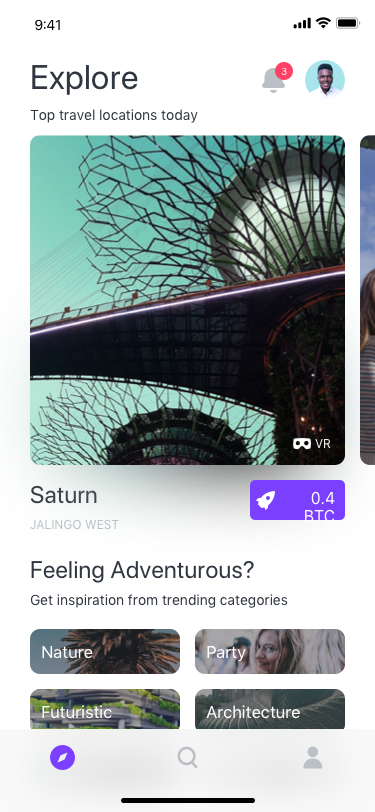 9:41
Explore
3
Top travel locations today
VR
Saturn
0.4
BTC
JALINGO WEST
Feeling Adventurous?
Get inspiration from trending categories
Nature
Party
Futuristic
Architecture